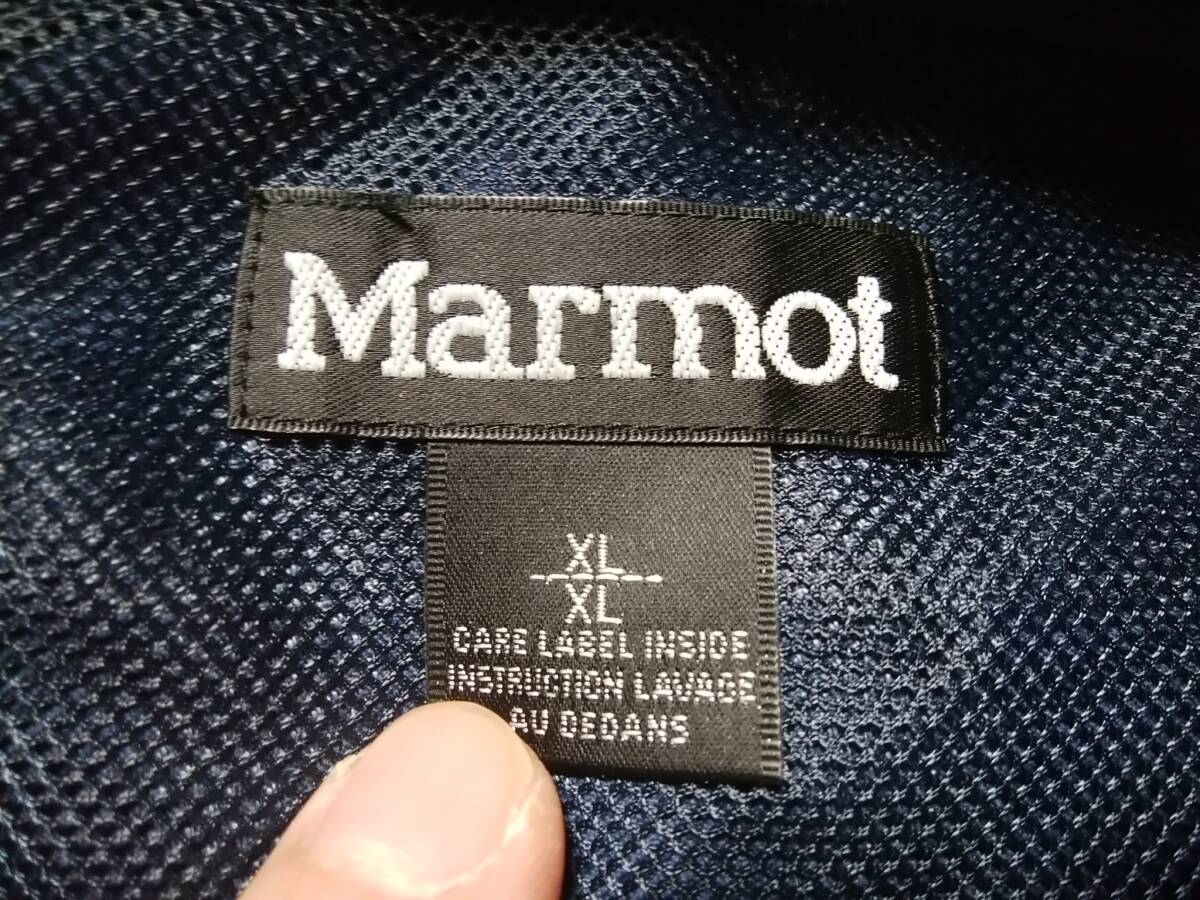 Marmot
XL
XL
CARE LABEL INSIDE
INSTRUCTION LAVAGE
AU DEDANS